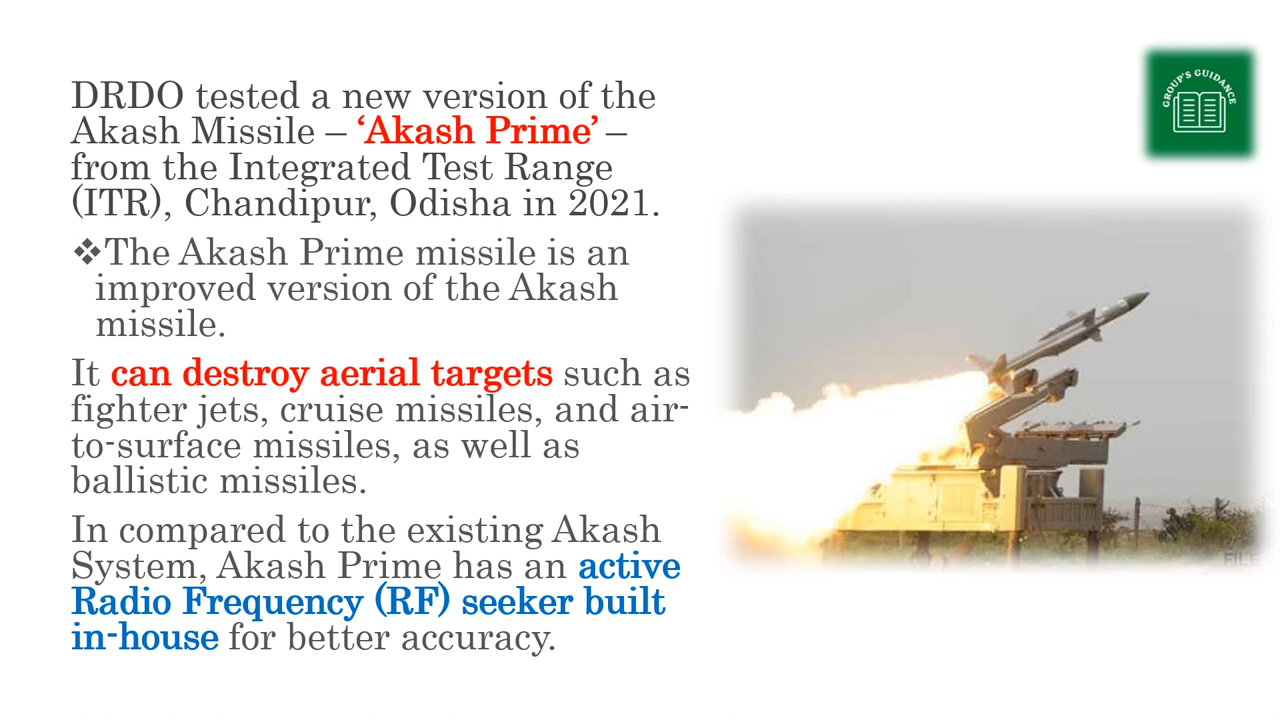 DRDO tested a new version of the
Akash Missile – ‘Akash Prime’ –
from the Integrated Test Range
(ITR), Chandipur, Odisha in 2021.
❖The Akash Prime missile is an
improved version of the Akash
missile.
It can destroy aerial targets such as
fighter jets, cruise missiles, and air-
to-surface missiles, as well as
ballistic missiles.
In compared to the existing Akash
System, Akash Prime has an active
Radio Frequency (RF) seeker built
in-house for better accuracy.
GROUP'S GUIDANCE
FILE